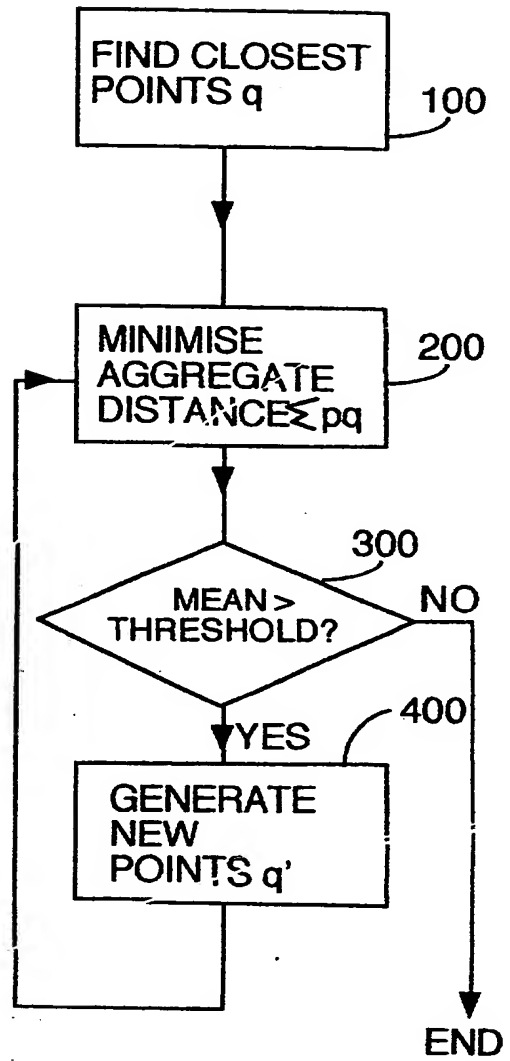 FIND CLOSEST
POINTS q
100
MINIMISE
AGGREGATE
DISTANCE Σ pq
200
300
MEAN >
THRESHOLD?
NO
YES
400
GENERATE
NEW
POINTS q'
END